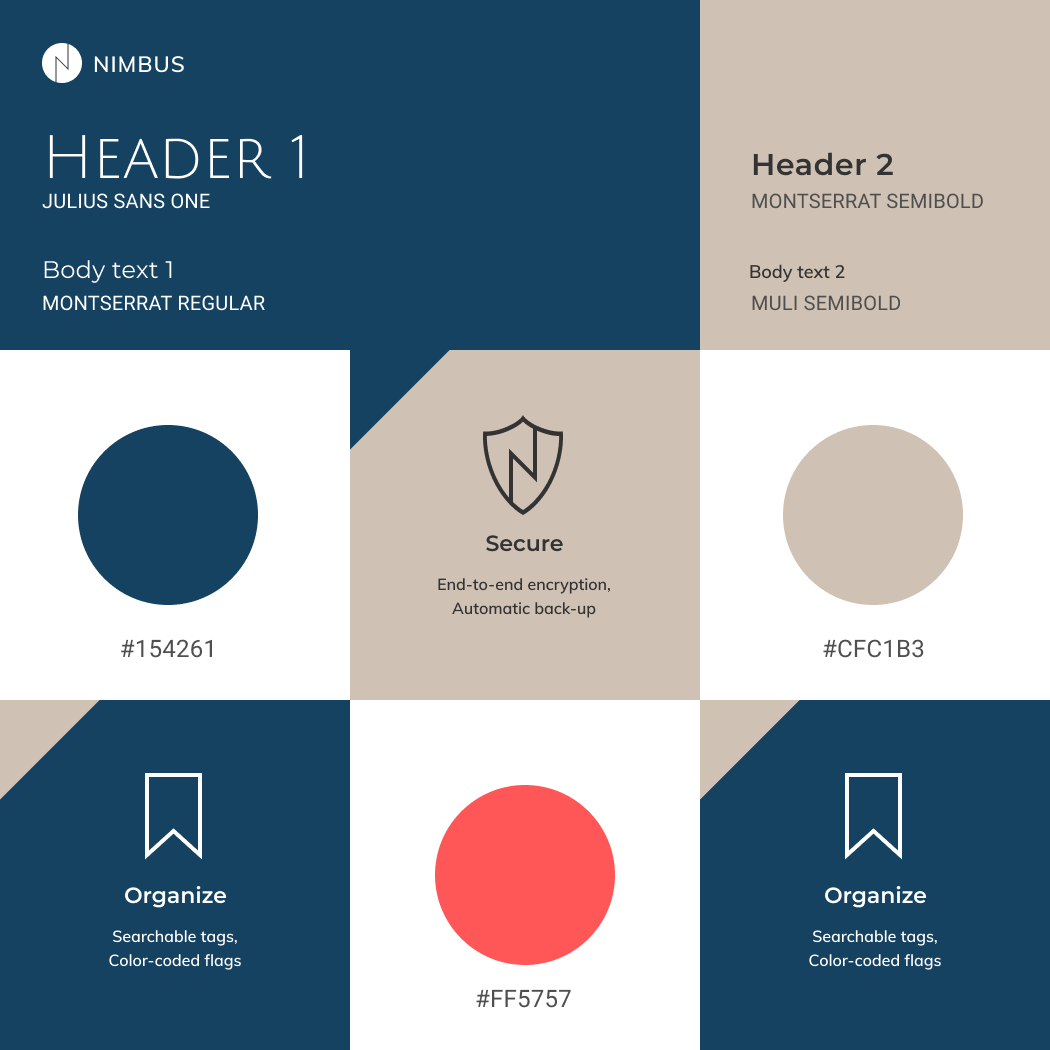 NIMBUS
HEADER 1
JULIUS SANS ONE
Body text 1
MONTSERRAT REGULAR
Header 2
MONTSERRAT SEMIBOLD
Body text 2
MULI SEMIBOLD
#154261
Secure
End-to-end encryption,
Automatic back-up
#CFC1B3
Organize
Searchable tags,
Color-coded flags
#FF5757
Organize
Searchable tags,
Color-coded flags